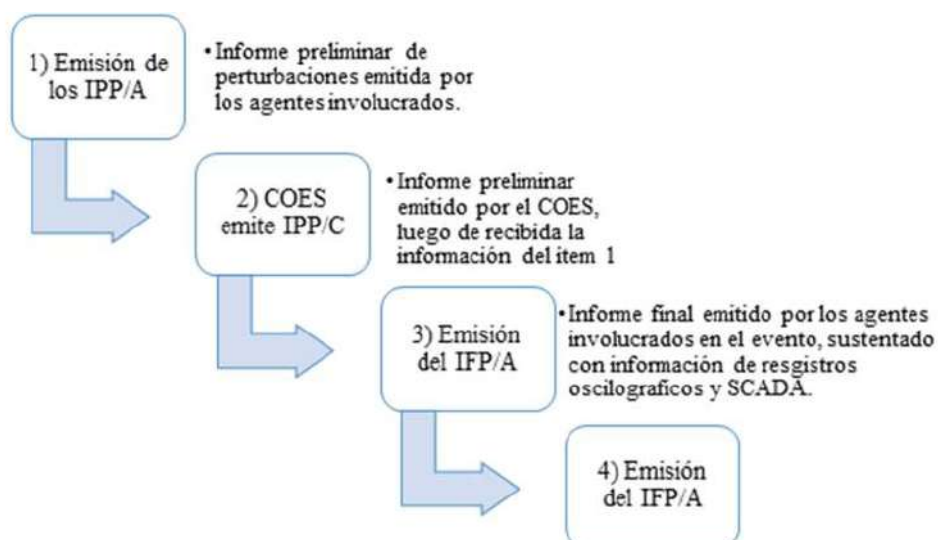 1) Emisión de
los IPP/A
•Informe preliminar de
perturbaciones emitida por
los agentes involucrados.
2) COES
emite IPP/C
•Informe preliminar
emitido por el COES,
luego de recibida la
información del ítem 1
3) Emisión
del IFP/A
•Informe final emitido por los agentes
involucrados en el evento, sustentado
con información de resgistros
oscilograficos y SCADA.
4) Emisión
del IFP/A